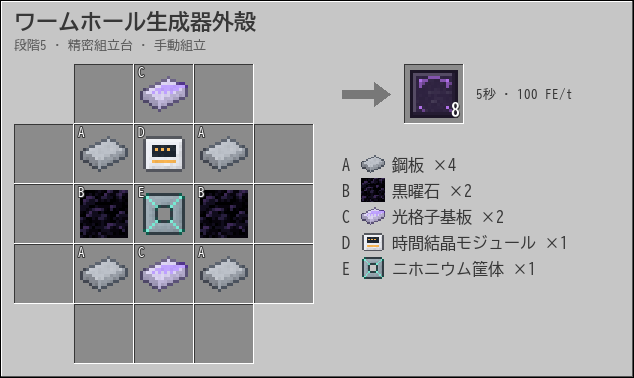 ワームホール生成器外殻
段階5 · 精密組立台 · 手動組立
C
A D A
B E B
A C A
8
5秒 · 100 FE/t
A 鋼板 ×4
B 黒曜石 ×2
C 光格子基板 ×2
D 時間結晶モジュール ×1
E ニホニウム筐体 ×1